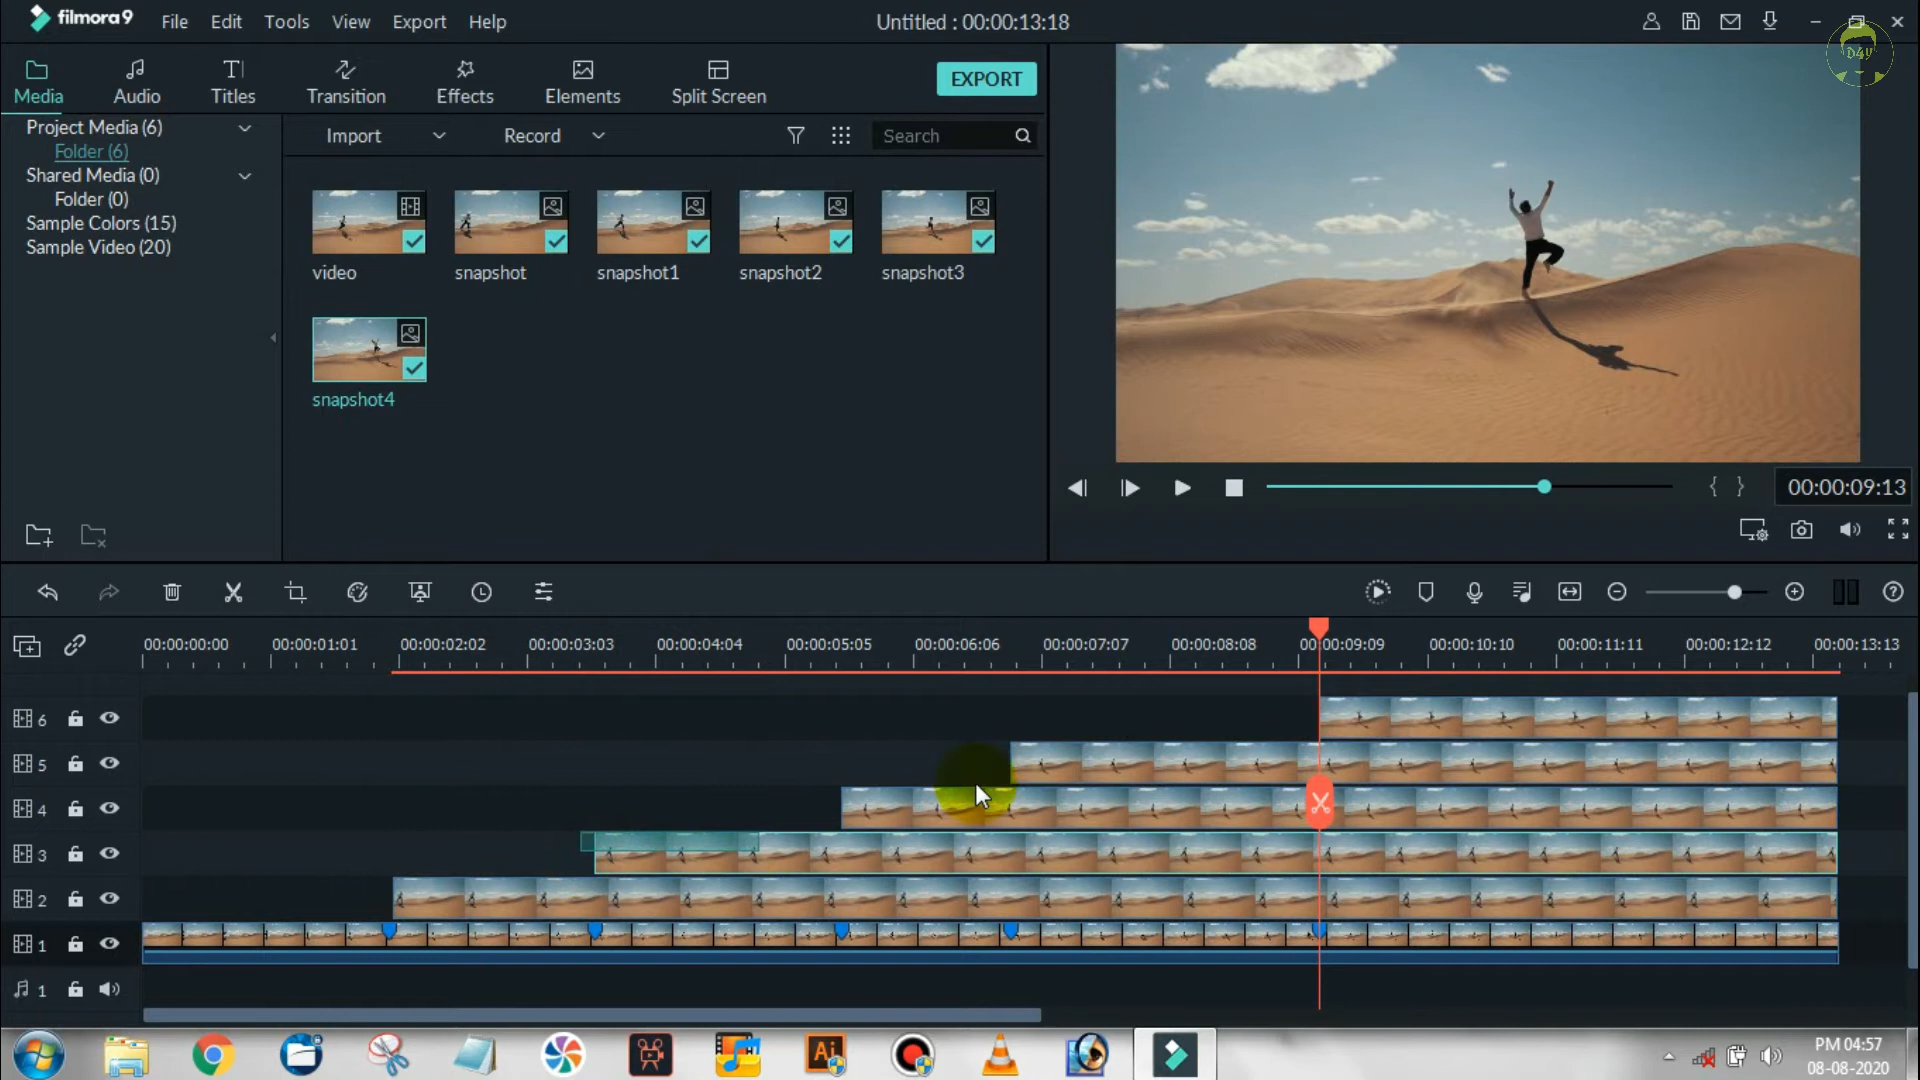 filmora9 File Edit Tools View Export Help Untitled : 00:00:13:18
D4U
Media Audio Titles Transition Effects Elements Split Screen EXPORT
Project Media (6)
Folder (6)
Shared Media (0)
Folder (0)
Sample Colors (15)
Sample Video (20)
Import Record Search
video snapshot snapshot1 snapshot2 snapshot3
snapshot4
{ } 00:00:09:13
00:00:00:00 00:00:01:01 00:00:02:02 00:00:03:03 00:00:04:04 00:00:05:05 00:00:06:06 00:00:07:07 00:00:08:08 00:00:09:09 00:00:10:10 00:00:11:11 00:00:12:12 00:00:13:13
6
5
4
3
2
1
1
Ai
PM 04:57
08-08-2020